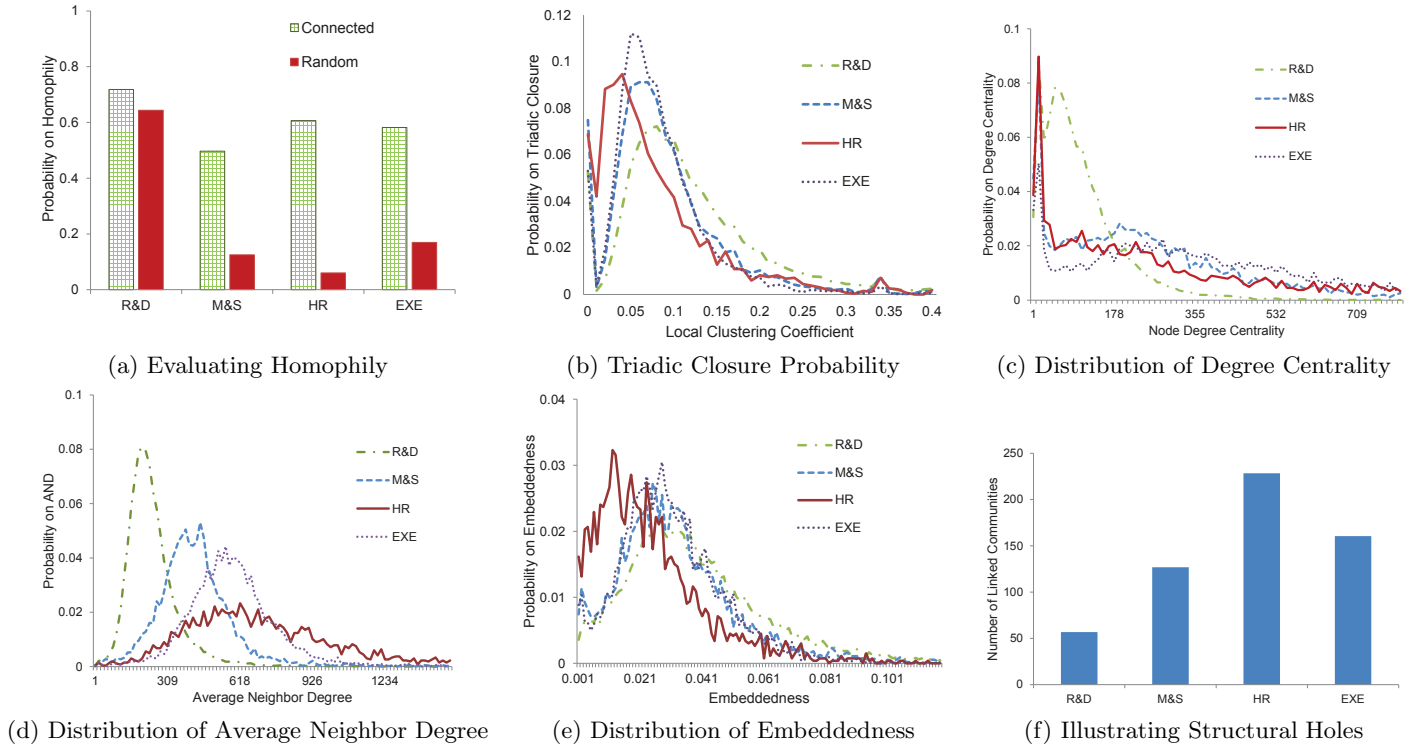 1
0.8
0.6
0.4
0.2
0
Probability on Homophily
Connected
Random
R&D
M&S
HR
EXE
(a) Evaluating Homophily
0.12
0.1
0.08
0.06
0.04
0.02
0
Probability on Triadic Closure
R&D
M&S
HR
EXE
0 0.05 0.1 0.15 0.2 0.25 0.3 0.35 0.4
Local Clustering Coefficient
(b) Triadic Closure Probability
0.1
0.08
0.06
0.04
0.02
0
Probability on Degree Centrality
R&D
M&S
HR
EXE
1 178 355 532 709
Node Degree Centrality
(c) Distribution of Degree Centrality
0.1
0.08
0.06
0.04
0.02
0
Probability on AND
R&D
M&S
HR
EXE
1 309 618 926 1234
Average Neighbor Degree
(d) Distribution of Average Neighbor Degree
0.04
0.03
0.02
0.01
0
Probability on Embeddedness
R&D
M&S
HR
EXE
0.001 0.021 0.041 0.061 0.081 0.101
Embeddedness
(e) Distribution of Embeddedness
250
200
150
100
50
0
Number of Linked Communities
R&D M&S HR EXE
(f) Illustrating Structural Holes